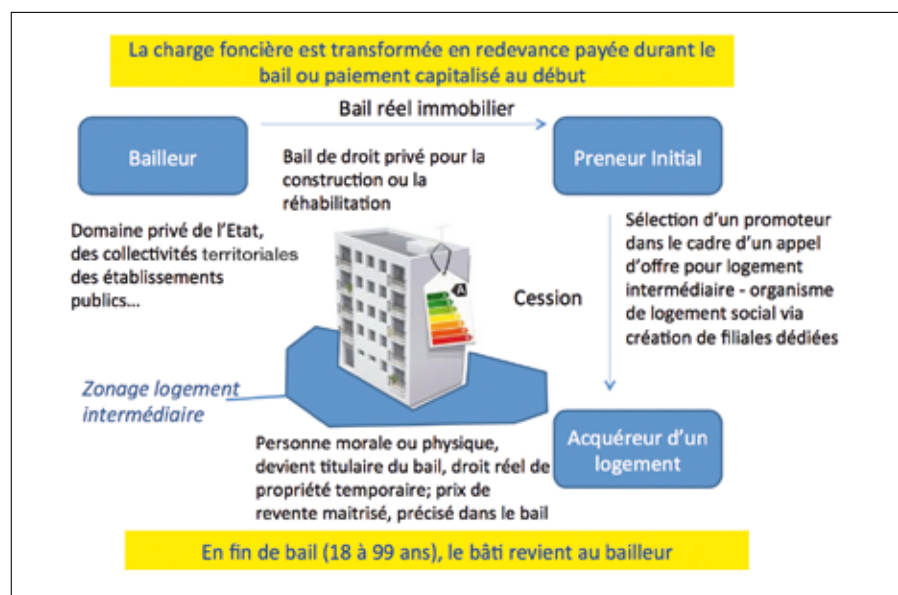 La charge foncière est transformée en redevance payée durant le
bail ou paiement capitalisé au début
Bail réel immobilier
Bailleur
Preneur Initial
Bail de droit privé pour la
construction ou la
réhabilitation
Domaine privé de l'Etat,
des collectivités territoriales
des établissements
publics...
Sélection d'un promoteur
dans le cadre d'un appel
d'offre pour logement
intermédiaire - organisme
de logement social via
création de filiales dédiées
A
Cession
Zonage logement
intermédiaire
Personne morale ou physique,
devient titulaire du bail, droit réel de
propriété temporaire; prix de
revente maitrisé, précisé dans le bail
Acquéreur d'un
logement
En fin de bail (18 à 99 ans), le bâti revient au bailleur